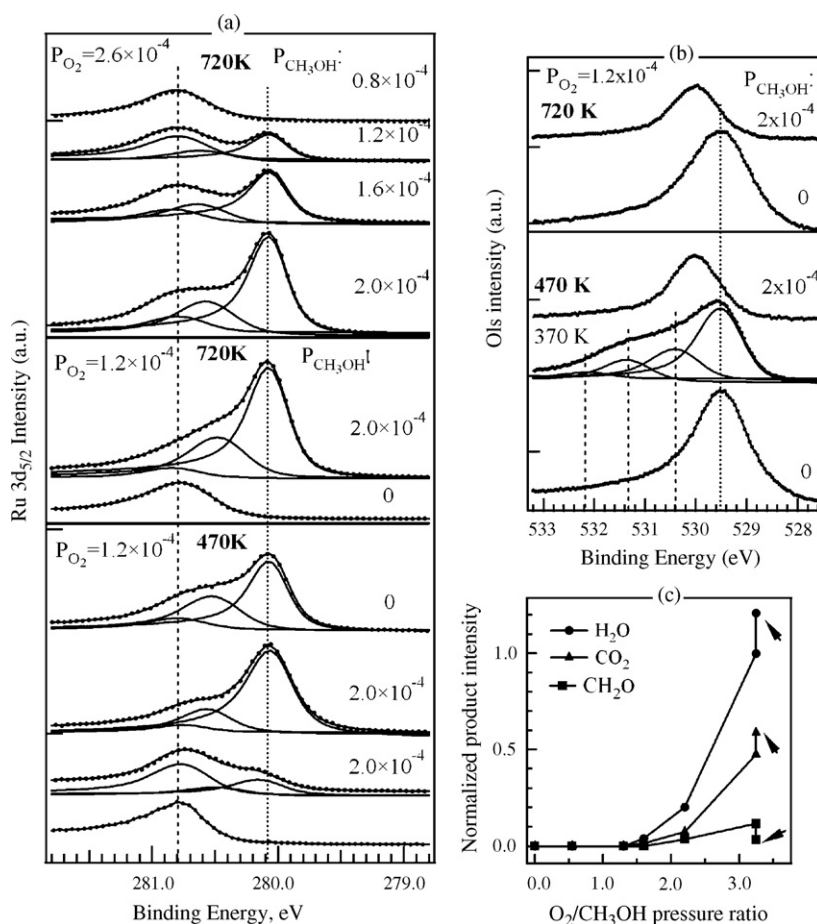 (a)
P_O₂=2.6×10⁻⁴ 720K P_CH₃OH:
0.8×10⁻⁴
1.2×10⁻⁴
1.6×10⁻⁴
2.0×10⁻⁴
P_O₂=1.2×10⁻⁴ 720K P_CH₃OH:
2.0×10⁻⁴
0
P_O₂=1.2×10⁻⁴ 470K
0
2.0×10⁻⁴
2.0×10⁻⁴
Ru 3d₅/₂ Intensity (a.u.)
281.0 280.0 279.0
Binding Energy, eV
(b)
P_O₂=1.2x10⁻⁴ P_CH₃OH:
720 K 2x10⁻⁴
0
470 K 2x10⁻⁴
370 K
0
Ols intensity (a.u.)
533 532 531 530 529 528
Binding Energy (eV)
(c)
H₂O
CO₂
CH₂O
Normalized product intensity
1.0
0.5
0.0
0.0 1.0 2.0 3.0
O₂/CH₃OH pressure ratio